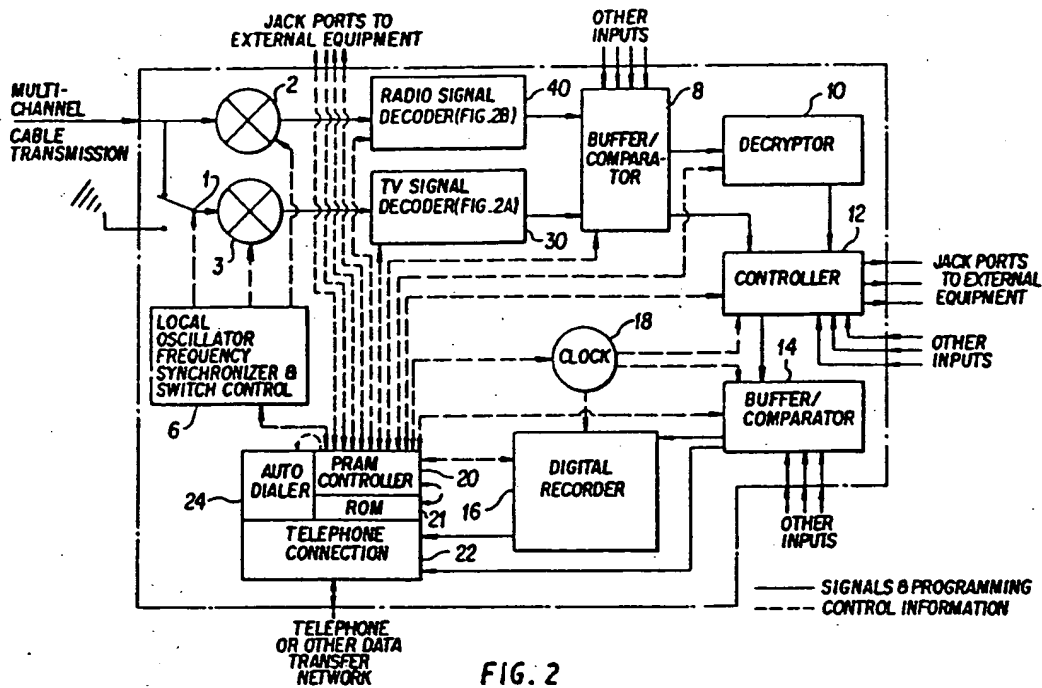 JACK PORTS TO
EXTERNAL EQUIPMENT
OTHER
INPUTS
MULTI-
CHANNEL
CABLE
TRANSMISSION
2
RADIO SIGNAL
DECODER (FIG. 2B)
40
8
BUFFER/
COMPARA-
TOR
10
DECRYPTOR
1
3
TV SIGNAL
DECODER (FIG. 2A)
30
12
CONTROLLER
JACK PORTS
TO EXTERNAL
EQUIPMENT
OTHER
INPUTS
LOCAL
OSCILLATOR
FREQUENCY
SYNCHRONIZER &
SWITCH CONTROL
6
18
CLOCK
14
BUFFER/
COMPARATOR
OTHER
INPUTS
24
AUTO
DIALER
PRAM
CONTROLLER
20
ROM
21
16
DIGITAL
RECORDER
TELEPHONE
CONNECTION
22
SIGNALS & PROGRAMMING
CONTROL INFORMATION
TELEPHONE
OR OTHER DATA
TRANSFER
NETWORK
FIG. 2